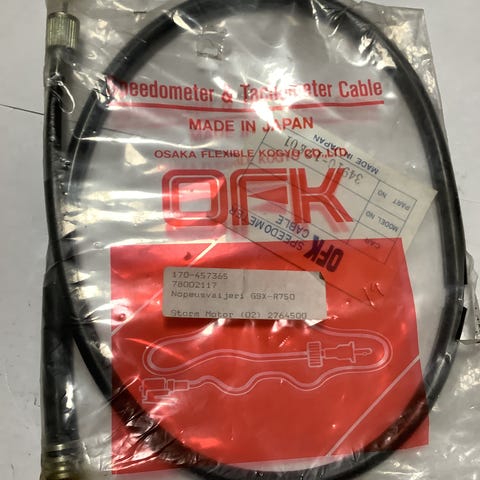 Speedometer & Tachometer Cable
MADE IN JAPAN
OSAKA FLEXIBLE KOGYO CO., LTD.
OFK
OFK SPEEDOMETER
CABLE
CAR
MODEL NO
PART NO
MADE IN JAPAN
170-457365
78002117
Nopeusvaijeri GSX-R750
Storm Motor (02) 2764500